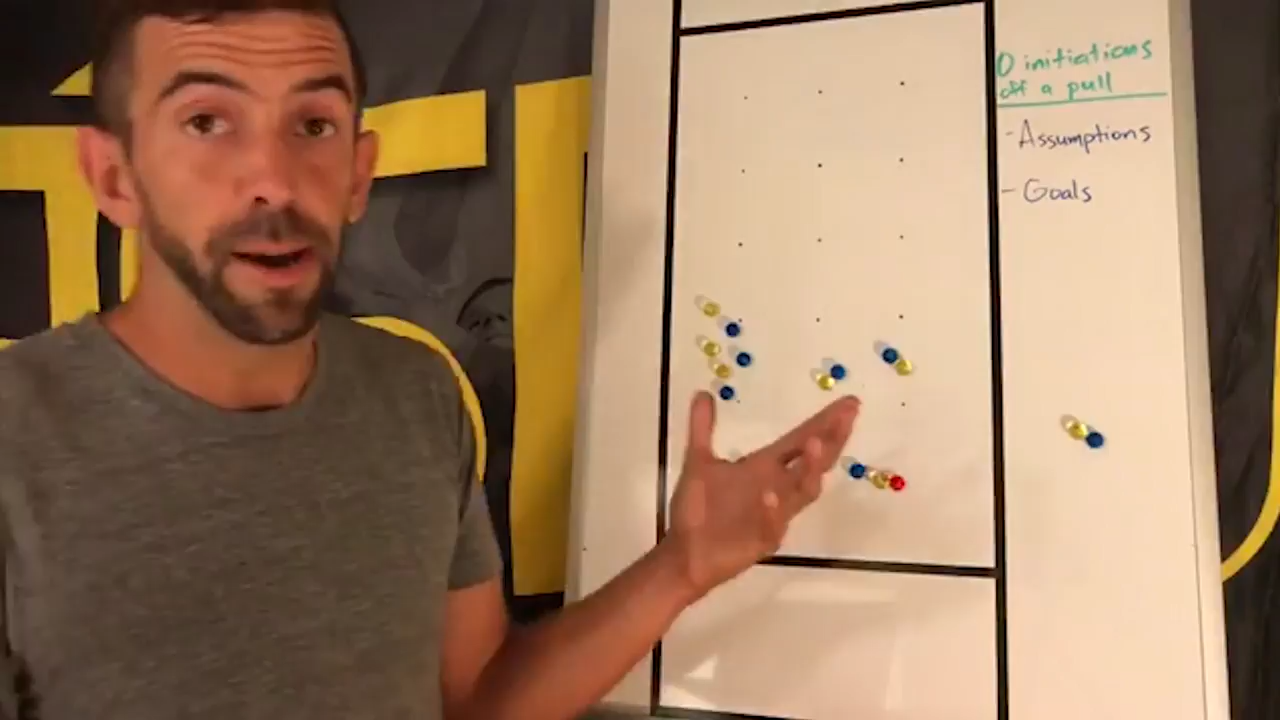 O initiations
off a pull
- Assumptions
- Goals